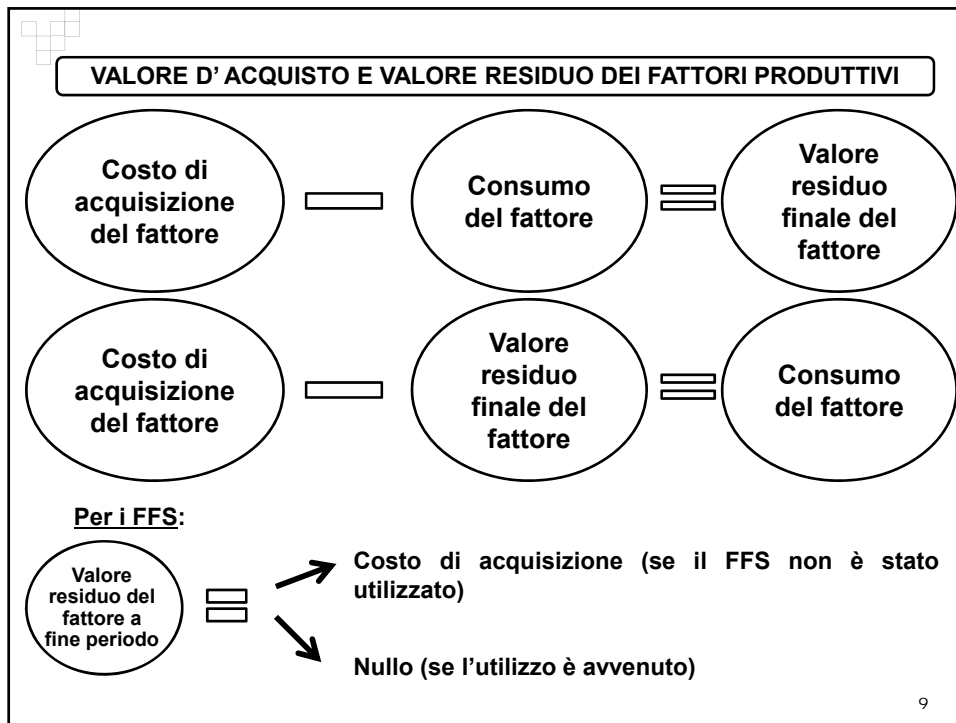 VALORE D’ ACQUISTO E VALORE RESIDUO DEI FATTORI PRODUTTIVI
Costo di
acquisizione
del fattore
Consumo
del fattore
Valore
residuo
finale del
fattore
Costo di
acquisizione
del fattore
Valore
residuo
finale del
fattore
Consumo
del fattore
Per i FFS:
Valore
residuo del
fattore a
fine periodo
Costo di acquisizione (se il FFS non è stato
utilizzato)
Nullo (se l’utilizzo è avvenuto)
9